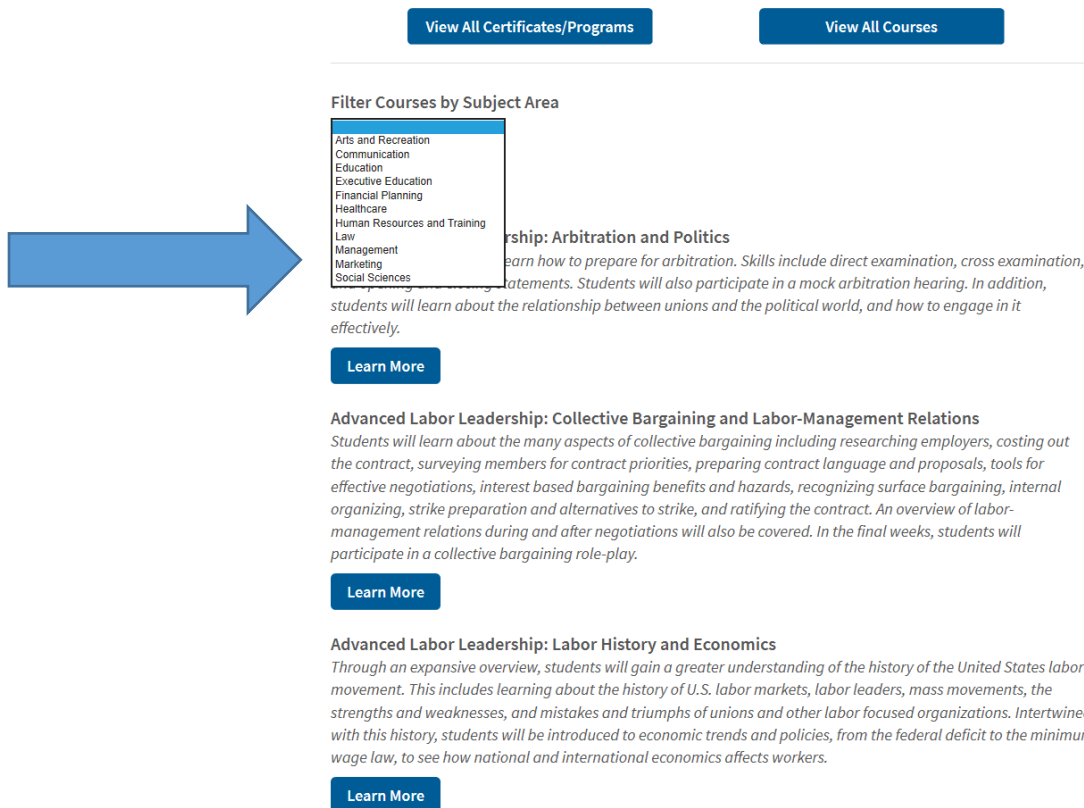 View All Certificates/Programs
View All Courses
Filter Courses by Subject Area
Arts and Recreation
Communication
Education
Executive Education
Financial Planning
Healthcare
Human Resources and Training
Law
Management
Marketing
Social Sciences
rship: Arbitration and Politics
earn how to prepare for arbitration. Skills include direct examination, cross examination,
and opening and closing statements. Students will also participate in a mock arbitration hearing. In addition,
students will learn about the relationship between unions and the political world, and how to engage in it
effectively.
Learn More
Advanced Labor Leadership: Collective Bargaining and Labor-Management Relations
Students will learn about the many aspects of collective bargaining including researching employers, costing out
the contract, surveying members for contract priorities, preparing contract language and proposals, tools for
effective negotiations, interest based bargaining benefits and hazards, recognizing surface bargaining, internal
organizing, strike preparation and alternatives to strike, and ratifying the contract. An overview of labor-
management relations during and after negotiations will also be covered. In the final weeks, students will
participate in a collective bargaining role-play.
Learn More
Advanced Labor Leadership: Labor History and Economics
Through an expansive overview, students will gain a greater understanding of the history of the United States labor
movement. This includes learning about the history of U.S. labor markets, labor leaders, mass movements, the
strengths and weaknesses, and mistakes and triumphs of unions and other labor focused organizations. Intertwined
with this history, students will be introduced to economic trends and policies, from the federal deficit to the minimum
wage law, to see how national and international economics affects workers.
Learn More